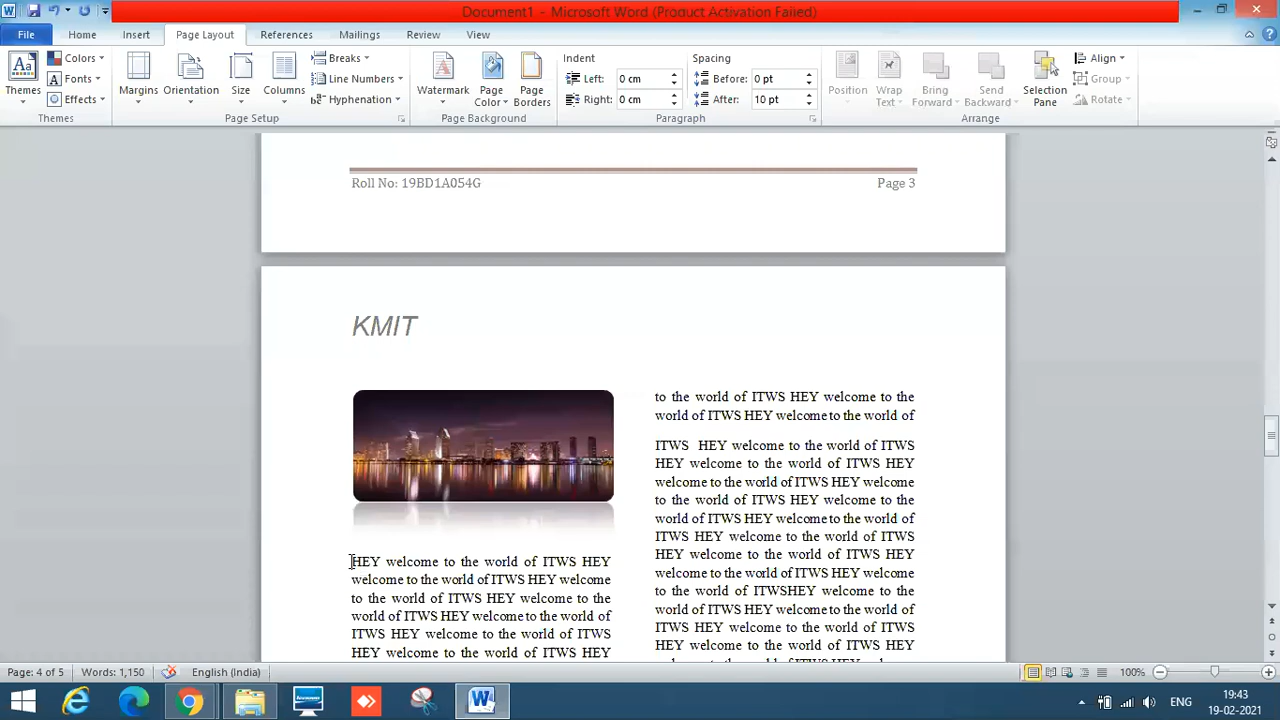 Document1 - Microsoft Word (Product Activation Failed)
File Home Insert Page Layout References Mailings Review View
Themes
Colors
Fonts
Effects
Themes
Margins Orientation Size Columns
Breaks
Line Numbers
Hyphenation
Page Setup
Watermark Page Color Page Borders
Page Background
Indent
Left: 0 cm
Right: 0 cm
Spacing
Before: 0 pt
After: 10 pt
Paragraph
Position Wrap Text Bring Forward Send Backward Selection Pane
Align
Group
Rotate
Arrange
Roll No: 19BD1A054G Page 3
KMIT
HEY welcome to the world of ITWS HEY
welcome to the world of ITWS HEY welcome
to the world of ITWS HEY welcome to the
world of ITWS HEY welcome to the world of
ITWS HEY welcome to the world of ITWS
HEY welcome to the world of ITWS HEY
to the world of ITWS HEY welcome to the
world of ITWS HEY welcome to the world of
ITWS HEY welcome to the world of ITWS
HEY welcome to the world of ITWS HEY
welcome to the world of ITWS HEY welcome
to the world of ITWS HEY welcome to the
world of ITWS HEY welcome to the world of
ITWS HEY welcome to the world of ITWS
HEY welcome to the world of ITWS HEY
welcome to the world of ITWS HEY welcome
to the world of ITWSHEY welcome to the
world of ITWS HEY welcome to the world of
ITWS HEY welcome to the world of ITWS
HEY welcome to the world of ITWS HEY
Page: 4 of 5 Words: 1,150 English (India) 100%
ENG
19:43
19-02-2021